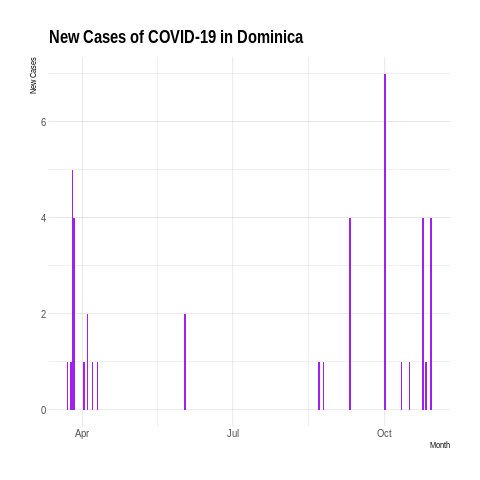 New Cases of COVID-19 in Dominica
New Cases
6
4
2
0
Apr
Jul
Oct
Month